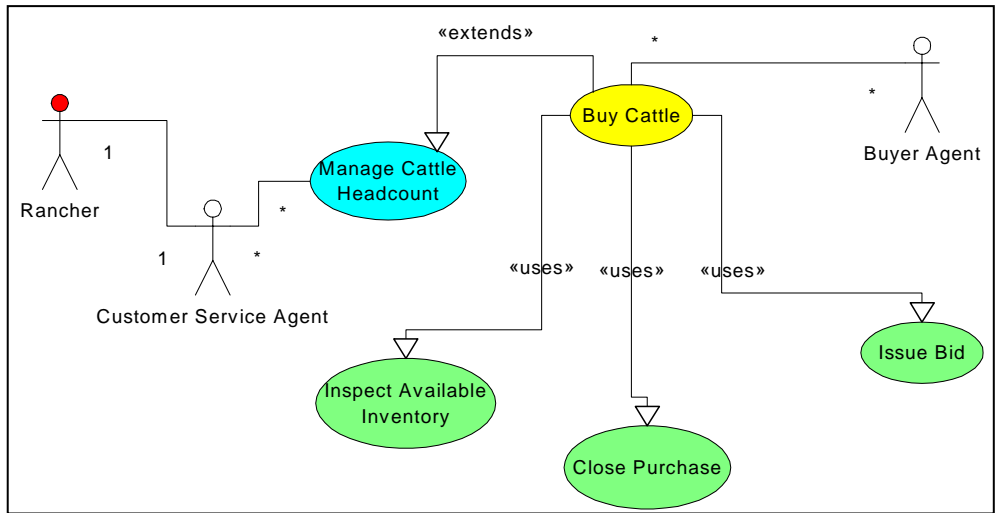 «extends»
*
*
Buy Cattle
Buyer Agent
1
Manage Cattle
Headcount
Rancher
*
1
*
Customer Service Agent
«uses»
«uses»
«uses»
Issue Bid
Inspect Available
Inventory
Close Purchase